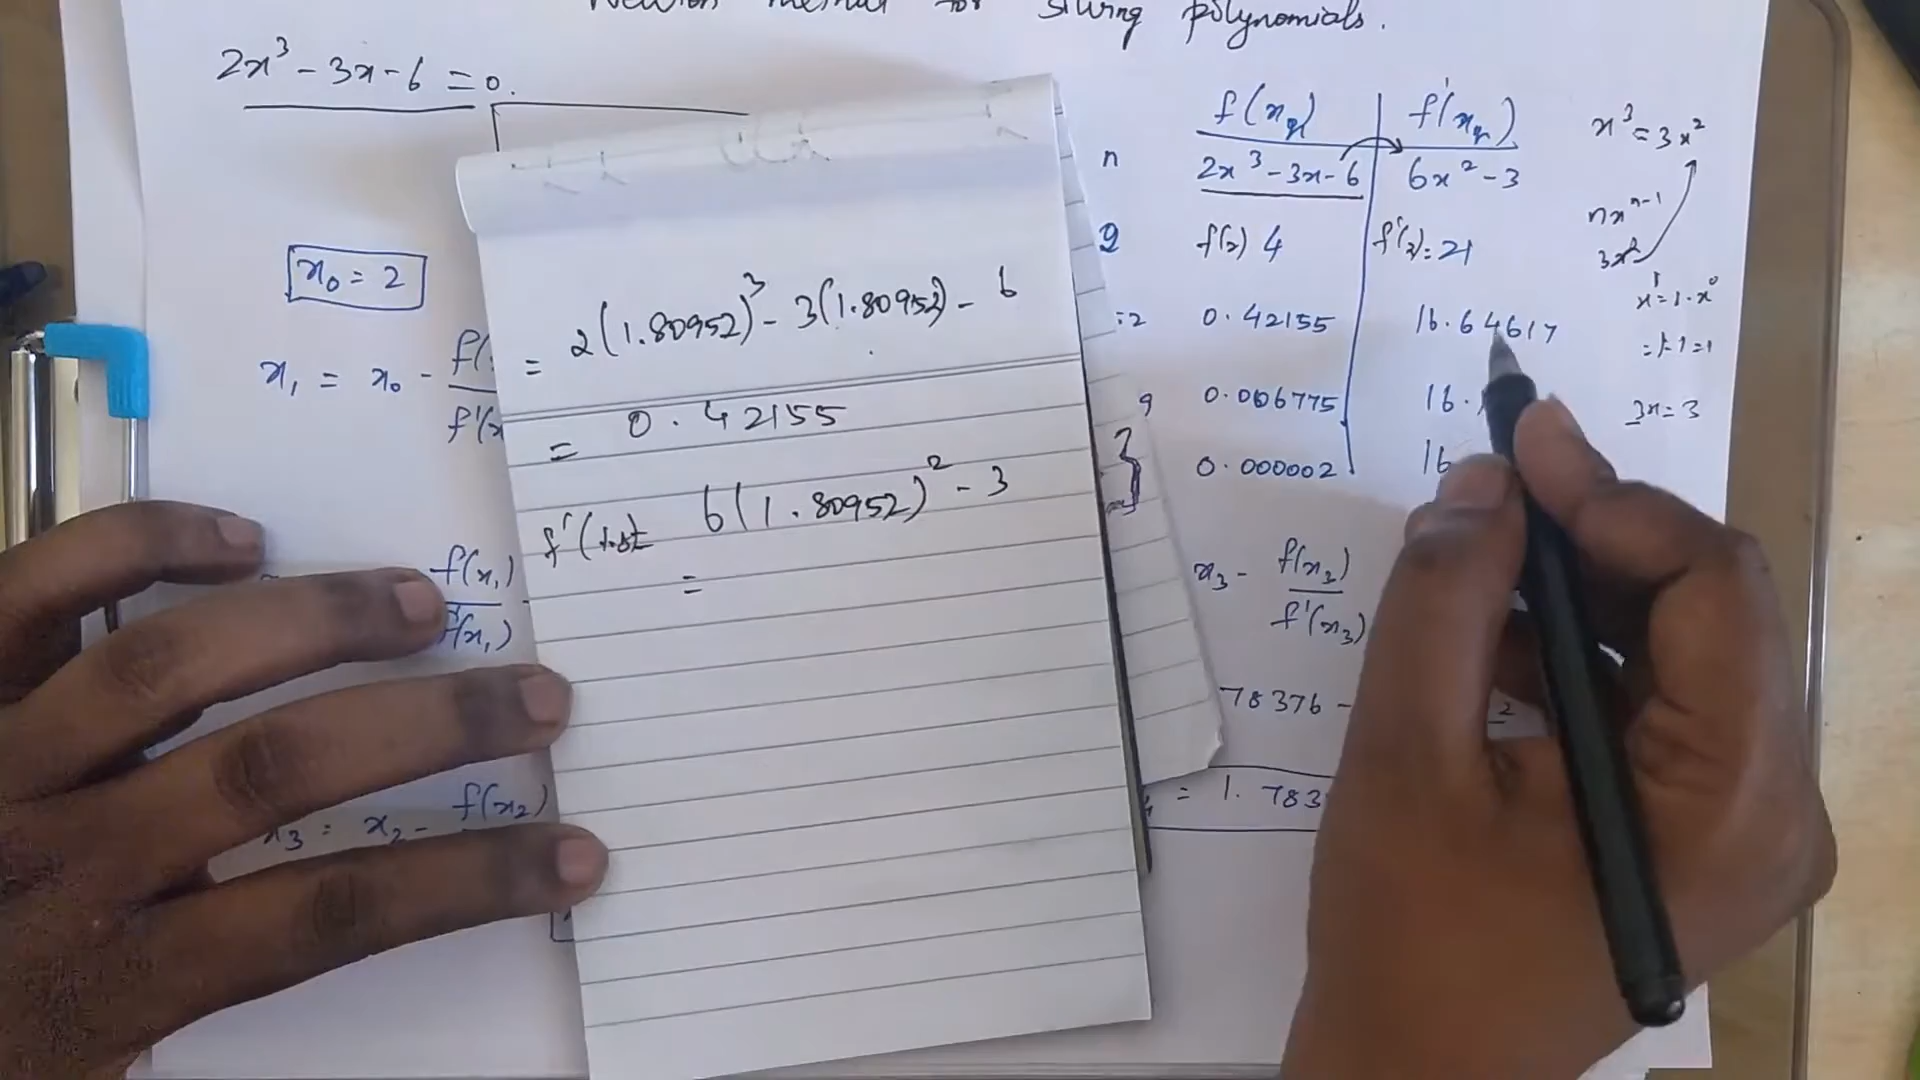 Newton method for solving polynomials.
2x³ - 3x - 6 = 0.
x₀ = 2
x₁ = x₀ -
f(x₁)
f'(x₁)
x₃ = x₂ - f(x₂)
= 2(1.80952)³ - 3(1.80952) - 6
= 0.42155
6(1.80952)² - 3
=
n
f(xₙ) f'(xₙ)
2x³ - 3x - 6 6x² - 3
2 f(2) 4 f'(2) = 21
0.42155 16.64617
0.006775 16.
0.000002 16
x₃ - f(x₃)
f'(x₃)
78376 -
= 1.783
x³ = 3x²
nxⁿ⁻¹
3x²
x¹ = 1·x⁰
= 1·1 = 1
3x = 3